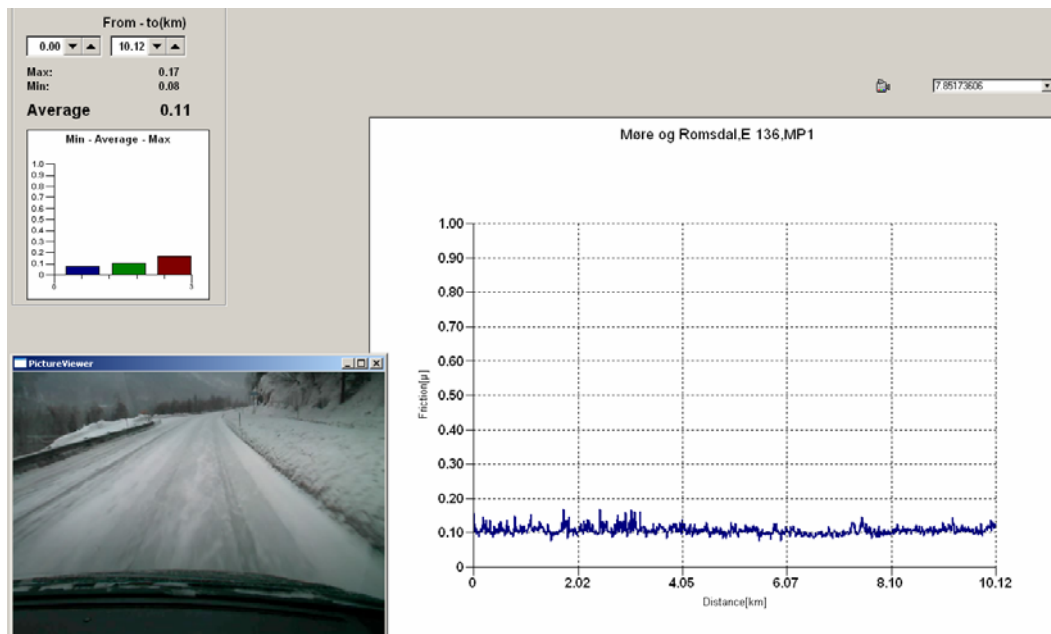 From - to(km)
0.00 10.12
Max: 0.17
Min: 0.08
Average 0.11
Min - Average - Max
1.0
0.9
0.8
0.7
0.6
0.5
0.4
0.3
0.2
0.1
0
0 3
7.85173606
Møre og Romsdal,E 136,MP1
1.00
0.90
0.80
0.70
0.60
0.50
0.40
0.30
0.20
0.10
0
Friction[µ]
0 2.02 4.05 6.07 8.10 10.12
Distance[km]
PictureViewer